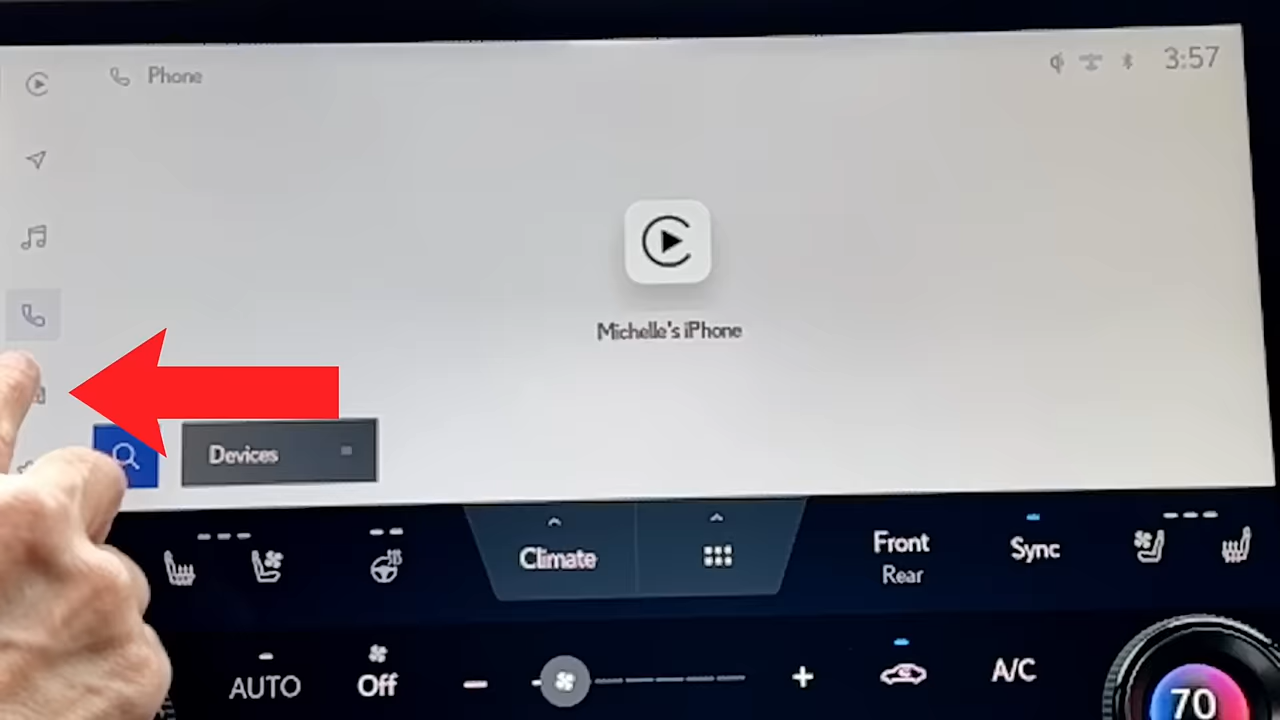 Phone
3:57
Michelle's iPhone
Devices
Climate
Front
Rear
Sync
AUTO
Off
A/C
70